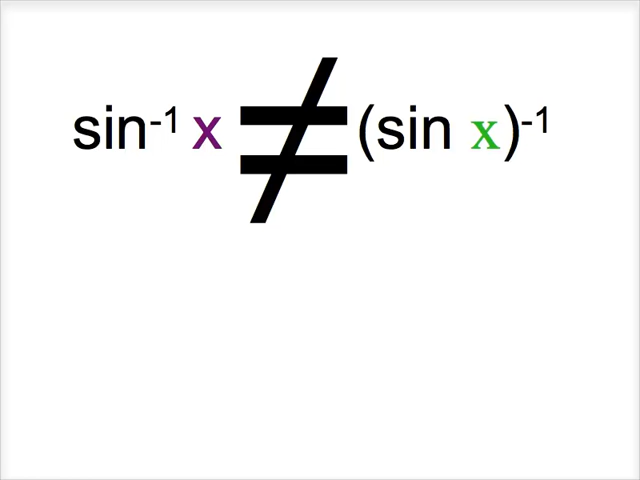 sin⁻¹ x ≠ (sin x)⁻¹